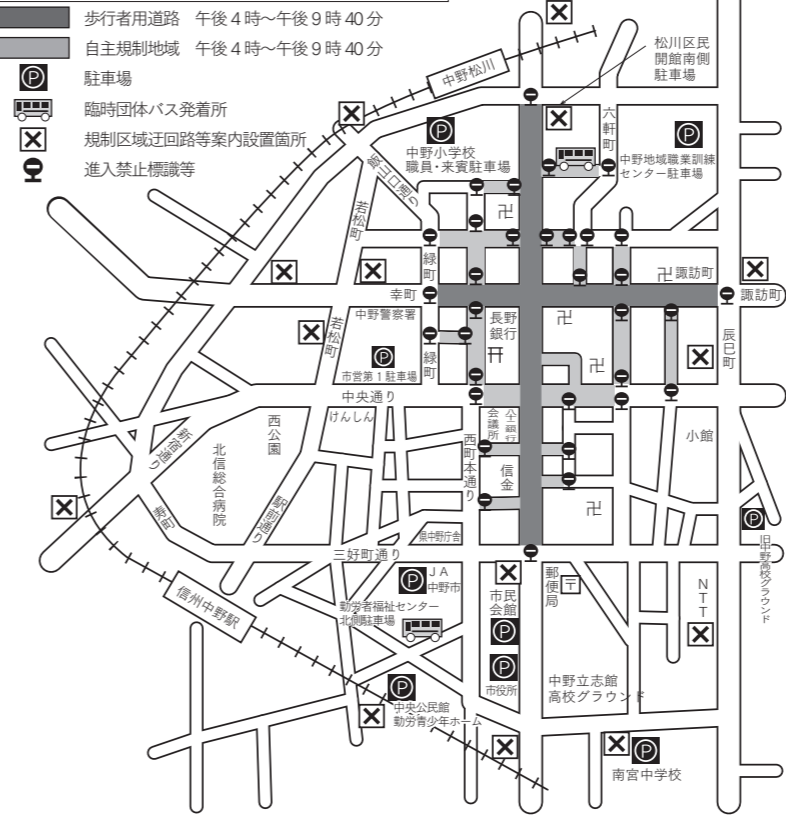 歩行者用道路 午後4時～午後9時40分
自主規制地域 午後4時～午後9時40分
Ⓟ 駐車場
臨時団体バス発着所
規制区域迂回路等案内設置箇所
進入禁止標識等
中野松川
松川区民
開館南側
駐車場
六軒町
Ⓟ
中野小学校
職員・来賓駐車場
Ⓟ
中野地域職業訓練
センター駐車場
飯山口通り
若松町
緑町
卍
卍 諏訪町
諏訪町
幸町
中野警察署
長野
銀行
卍
辰巳町
若松町
緑町
Ⓟ
市営第1駐車場
卍
中央通り
けんしん
西公園
会議所
西町本通り
信金
小館
新宿通り
北信総合病院
駅前通り
寿町
卍
県中野庁舎
三好町通り
Ⓟ
旧中野高校グラウンド
信州中野駅
Ⓟ
JA
中野市
勤労者福祉センター
北側駐車場
市民
会館
Ⓟ
郵便局
〒
NTT
Ⓟ
市役所
中野立志館
高校グラウンド
Ⓟ
中央公民館
勤労青少年ホーム
Ⓟ
南宮中学校